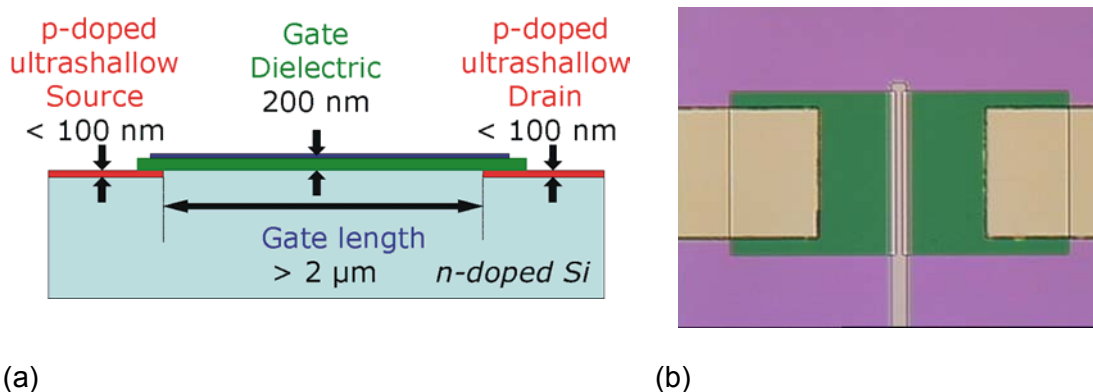 p-doped
ultrashallow
Source
< 100 nm
Gate
Dielectric
200 nm
p-doped
ultrashallow
Drain
< 100 nm
Gate length
> 2 µm
n-doped Si
(a)
(b)